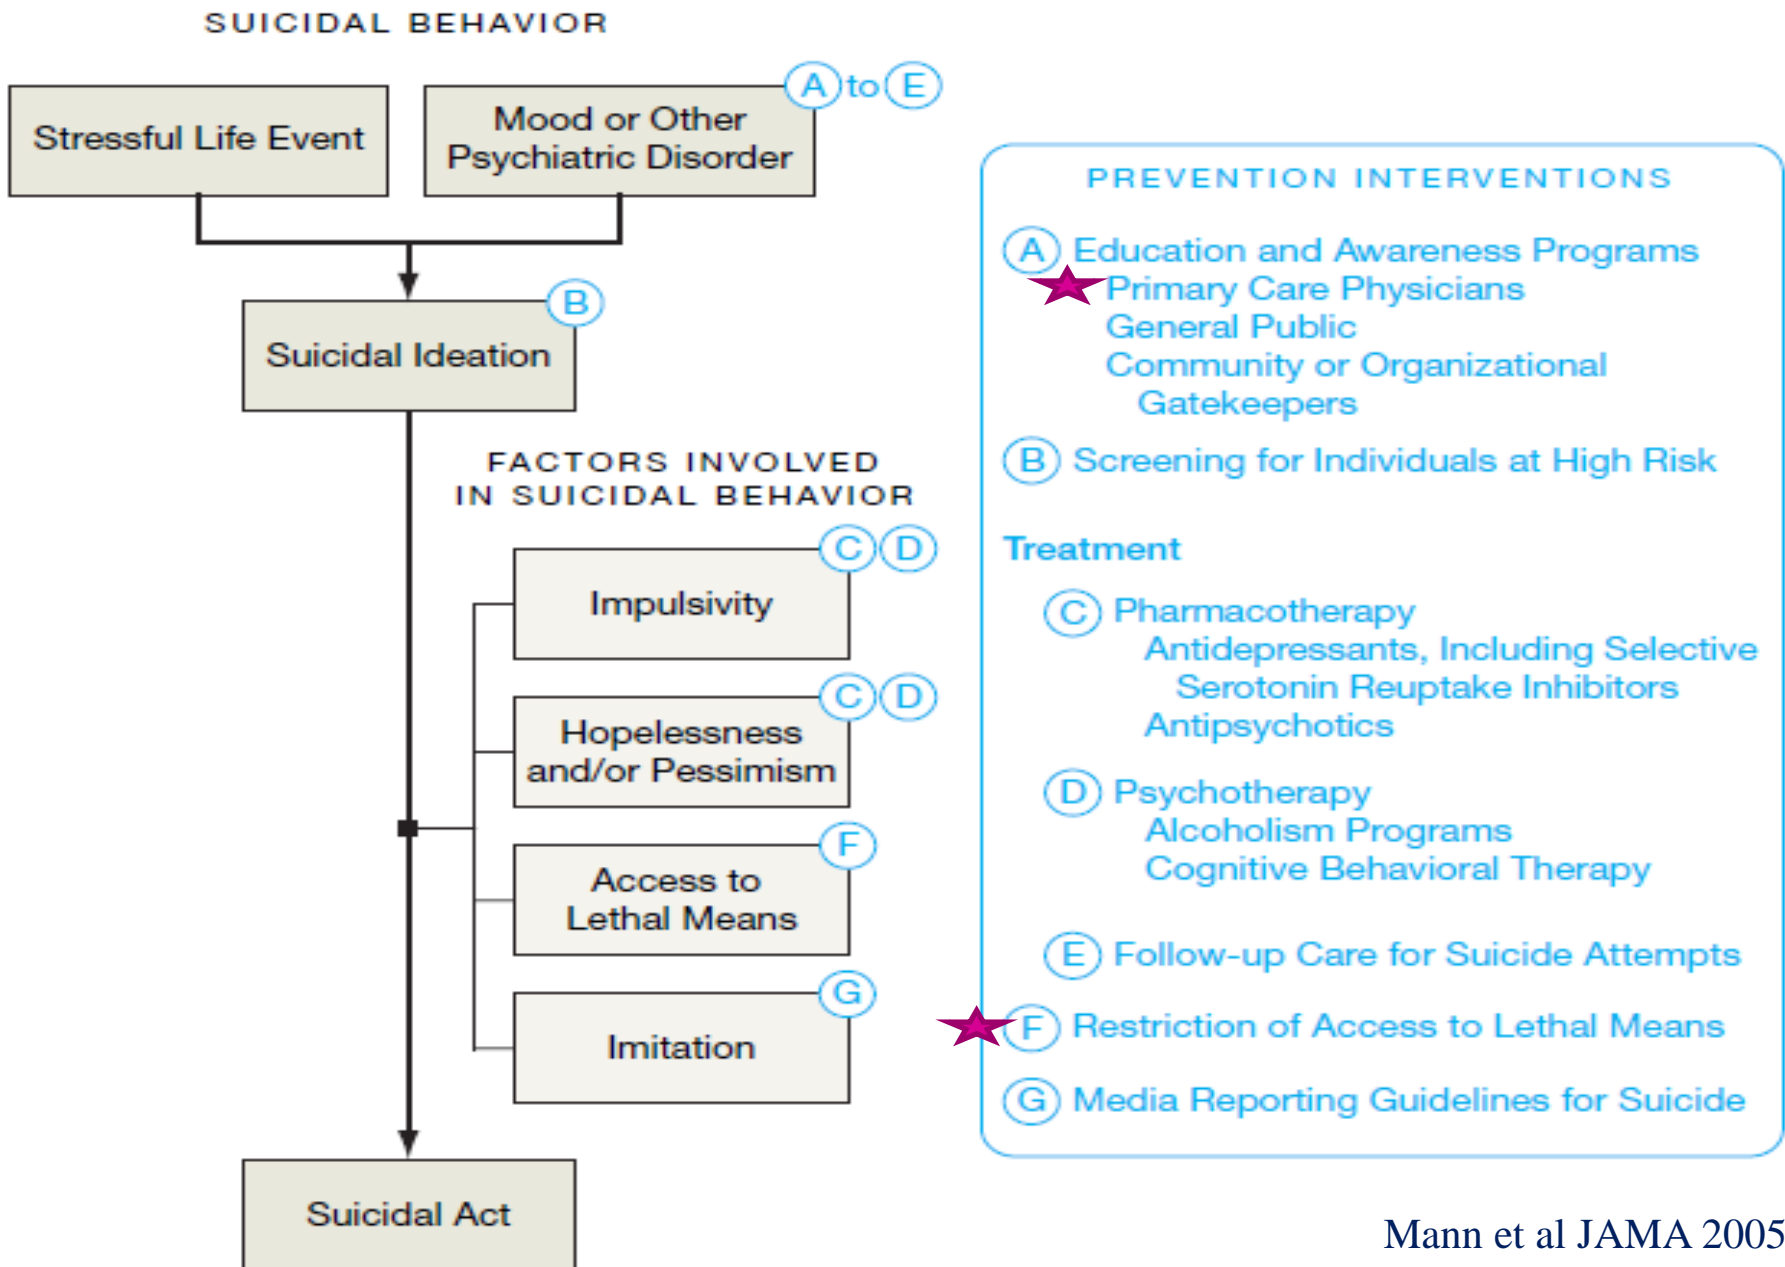 SUICIDAL BEHAVIOR
Stressful Life Event
Mood or Other
Psychiatric Disorder
A to E
Suicidal Ideation
B
FACTORS INVOLVED
IN SUICIDAL BEHAVIOR
Impulsivity
C D
Hopelessness
and/or Pessimism
C D
Access to
Lethal Means
F
Imitation
G
Suicidal Act
PREVENTION INTERVENTIONS
A Education and Awareness Programs
Primary Care Physicians
General Public
Community or Organizational
Gatekeepers
B Screening for Individuals at High Risk
Treatment
C Pharmacotherapy
Antidepressants, Including Selective
Serotonin Reuptake Inhibitors
Antipsychotics
D Psychotherapy
Alcoholism Programs
Cognitive Behavioral Therapy
E Follow-up Care for Suicide Attempts
F Restriction of Access to Lethal Means
G Media Reporting Guidelines for Suicide
Mann et al JAMA 2005